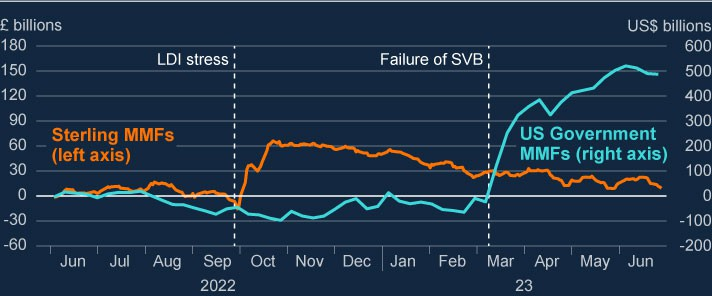 £ billions
US$ billions
180
150
120
90
60
30
0
-30
-60
600
500
400
300
200
100
0
-100
-200
LDI stress
Failure of SVB
Sterling MMFs
(left axis)
US Government
MMFs (right axis)
Jun Jul Aug Sep Oct Nov Dec Jan Feb Mar Apr May Jun
2022 23